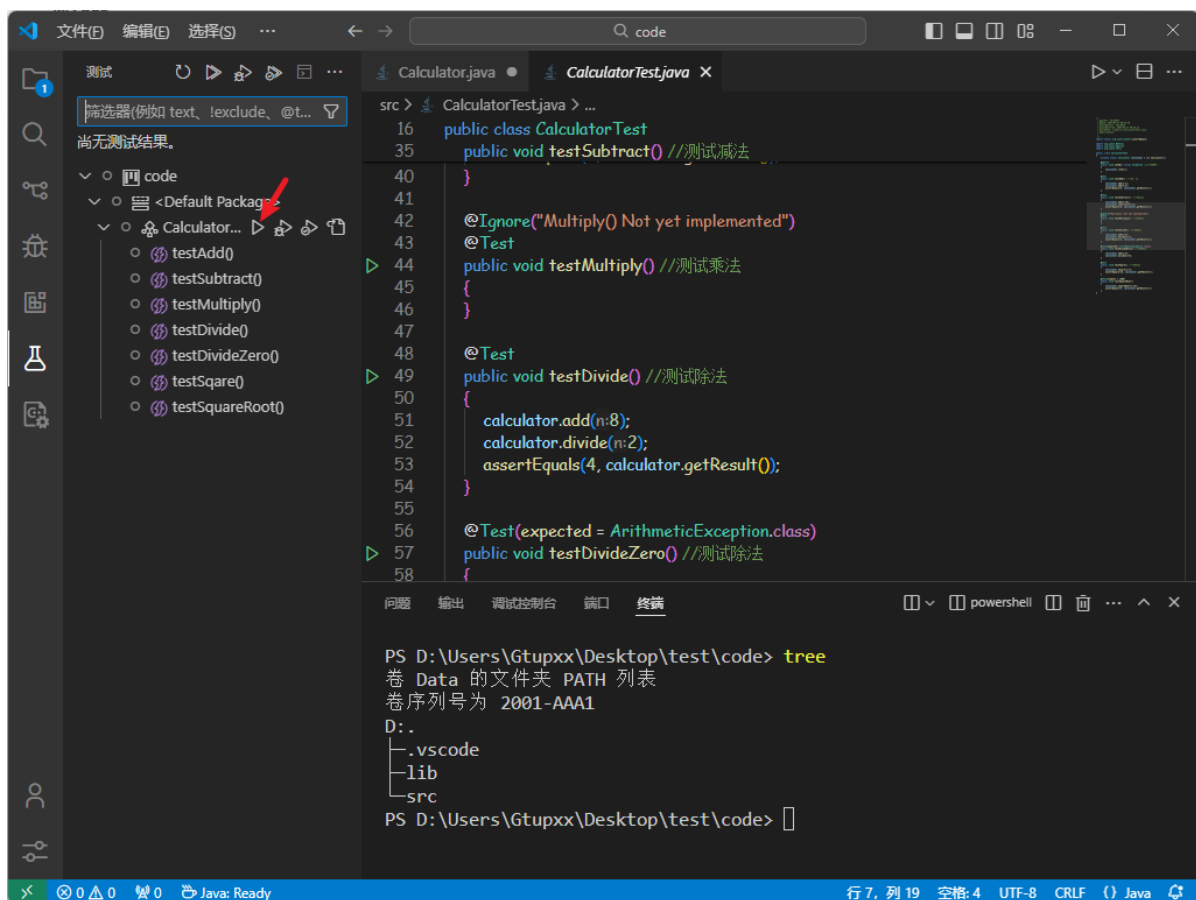 文件(F) 编辑(E) 选择(S) ··· code
测试
筛选器(例如 text、!exclude、@t...
尚无测试结果。
code
<Default Package>
Calculator...
testAdd()
testSubtract()
testMultiply()
testDivide()
testDivideZero()
testSqare()
testSquareRoot()
1
Calculator.java ● CalculatorTest.java ×
src > CalculatorTest.java > ...
16 public class CalculatorTest
35 public void testSubtract() //测试减法
40 }
41
42 @Ignore("Multiply() Not yet implemented")
43 @Test
44 public void testMultiply() //测试乘法
45 {
46 }
47
48 @Test
49 public void testDivide() //测试除法
50 {
51 calculator.add(n:8);
52 calculator.divide(n:2);
53 assertEquals(4, calculator.getResult());
54 }
55
56 @Test(expected = ArithmeticException.class)
57 public void testDivideZero() //测试除法
58 {
问题 输出 调试控制台 端口 终端 powershell ···
PS D:\Users\Gtupxx\Desktop\test\code> tree
卷 Data 的文件夹 PATH 列表
卷序列号为 2001-AAA1
D:.
├─.vscode
├─lib
└─src
PS D:\Users\Gtupxx\Desktop\test\code>
0 0 0 Java: Ready 行 7，列 19 空格: 4 UTF-8 CRLF {} Java